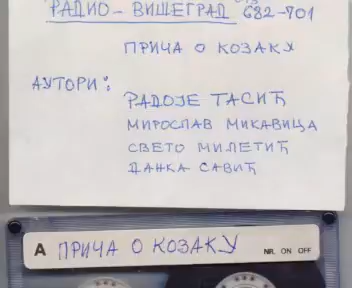 РАДИО - ВИШЕГРАД 682-701
ПРИЧА О КОЗАКУ
АУТОРИ:
РАДОЈЕ ТАСИЋ
МИРОСЛАВ МИКАВИЦА
СВЕТО МИЛЕТИЋ
ДАНКА САВИЋ
A ПРИЧА О КОЗАКУ NR. ON OFF